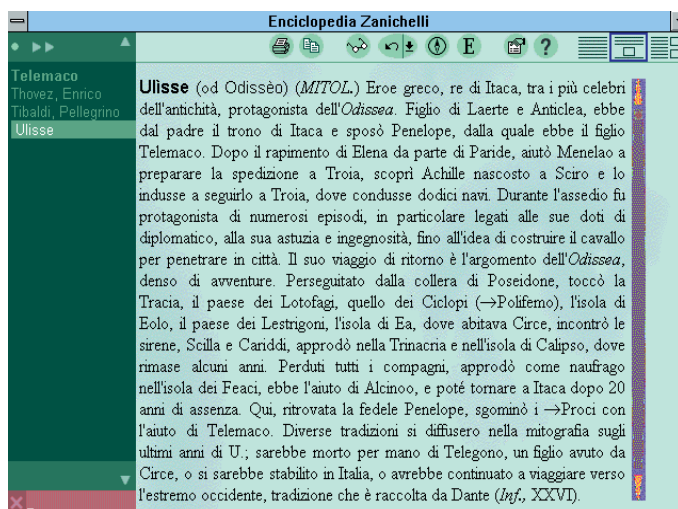 Enciclopedia Zanichelli
E
?
Telemaco
Thovez, Enrico
Tibaldi, Pellegrino
Ulisse
Ulìsse (od Odissèo) (MITOL.) Eroe greco, re di Itaca, tra i più celebri
dell'antichità, protagonista dell'Odissea. Figlio di Laerte e Anticlea, ebbe
dal padre il trono di Itaca e sposò Penelope, dalla quale ebbe il figlio
Telemaco. Dopo il rapimento di Elena da parte di Paride, aiutò Menelao a
preparare la spedizione a Troia, scoprì Achille nascosto a Sciro e lo
indusse a seguirlo a Troia, dove condusse dodici navi. Durante l'assedio fu
protagonista di numerosi episodi, in particolare legati alle sue doti di
diplomatico, alla sua astuzia e ingegnosità, fino all'idea di costruire il cavallo
per penetrare in città. Il suo viaggio di ritorno è l'argomento dell'Odissea,
denso di avventure. Perseguitato dalla collera di Poseidone, toccò la
Tracia, il paese dei Lotofagi, quello dei Ciclopi (→Polifemo), l'isola di
Eolo, il paese dei Lestrigoni, l'isola di Ea, dove abitava Circe, incontrò le
sirene, Scilla e Cariddi, approdò nella Trinacria e nell'isola di Calipso, dove
rimase alcuni anni. Perduti tutti i compagni, approdò come naufrago
nell'isola dei Feaci, ebbe l'aiuto di Alcinoo, e poté tornare a Itaca dopo 20
anni di assenza. Qui, ritrovata la fedele Penelope, sgominò i →Proci con
l'aiuto di Telemaco. Diverse tradizioni si diffusero nella mitografia sugli
ultimi anni di U.; sarebbe morto per mano di Telegono, un figlio avuto da
Circe, o si sarebbe stabilito in Italia, o avrebbe continuato a viaggiare verso
l'estremo occidente, tradizione che è raccolta da Dante (Inf., XXVI).